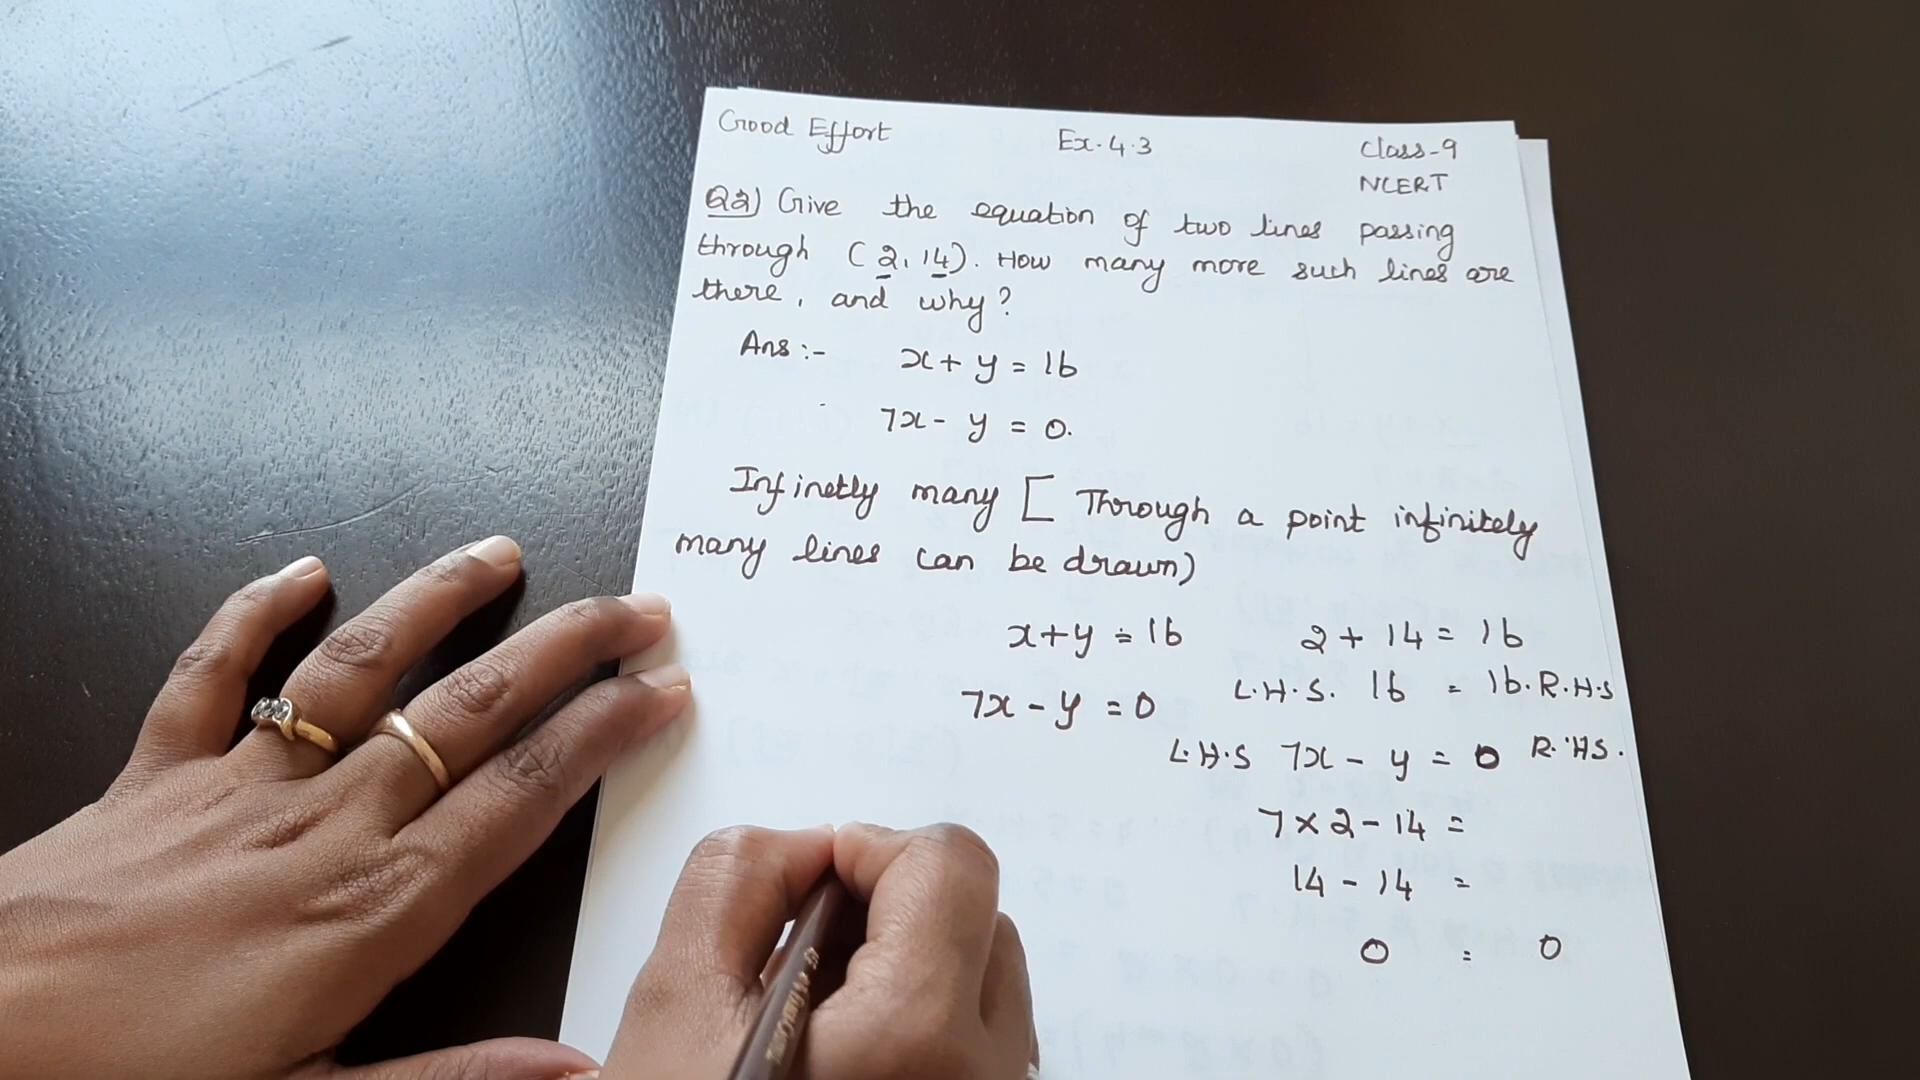 Good Effort Ex.4.3 Class-9
NCERT
Q2) Give the equation of two lines passing
through (2, 14). How many more such lines are
there, and why?
Ans :- x + y = 16
7x - y = 0.
Infinetly many [ Through a point infinitely
many lines can be drawn)
x+y = 16 2 + 14 = 16
L.H.S. 16 = 16. R.H.S
7x - y = 0
L.H.S 7x - y = 0 R.HS.
7 x 2 - 14 =
14 - 14 =
0 = 0